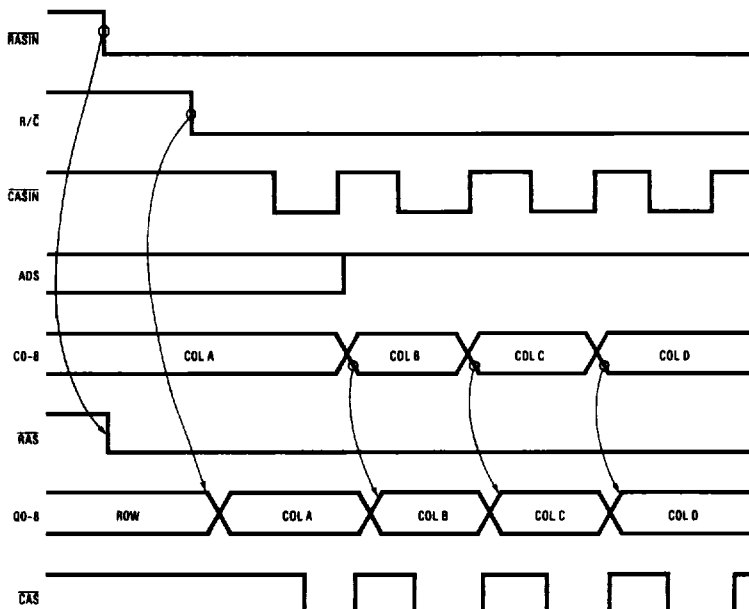 RASIN
R/C
CASIN
ADS
C0-8 COL A COL B COL C COL D
RAS
Q0-8 ROW COL A COL B COL C COL D
CAS